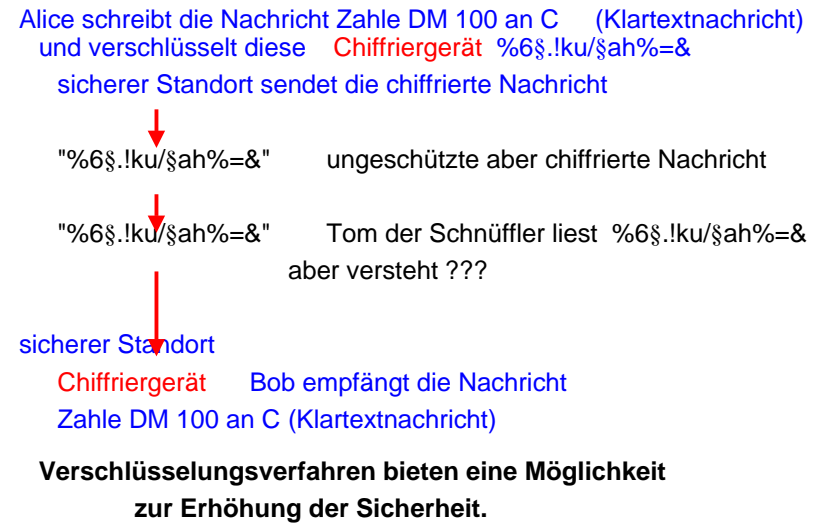 Alice schreibt die Nachricht Zahle DM 100 an C (Klartextnachricht)
und verschlüsselt diese Chiffriergerät %6§.!ku/§ah%=&
sicherer Standort sendet die chiffrierte Nachricht
"%6§.!ku/§ah%=&" ungeschützte aber chiffrierte Nachricht
"%6§.!ku/§ah%=&" Tom der Schnüffler liest %6§.!ku/§ah%=&
aber versteht ???
sicherer Standort
Chiffriergerät Bob empfängt die Nachricht
Zahle DM 100 an C (Klartextnachricht)
Verschlüsselungsverfahren bieten eine Möglichkeit
zur Erhöhung der Sicherheit.